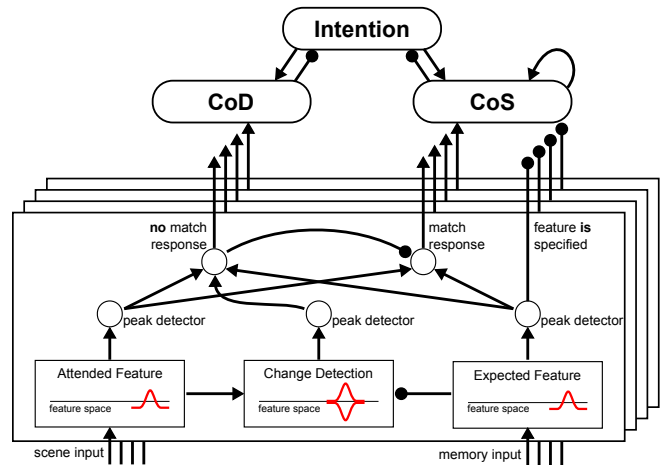 Intention
CoD
CoS
no match
response
match
response
feature is
specified
peak detector
peak detector
peak detector
Attended Feature
feature space
Change Detection
feature space
Expected Feature
feature space
scene input
memory input